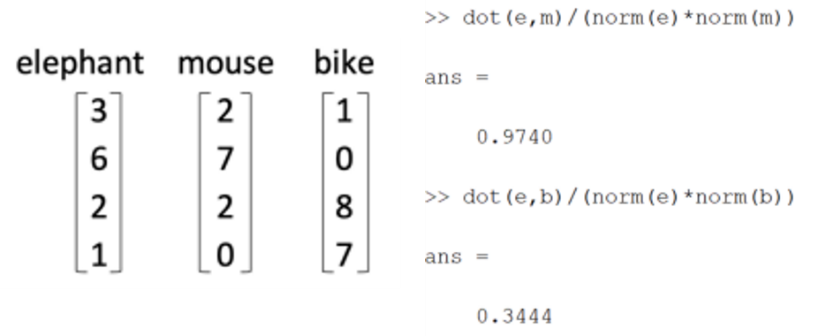 elephant mouse bike
3 2 1
6 7 0
2 2 8
1 0 7
>> dot(e,m)/(norm(e)*norm(m))
ans =
0.9740
>> dot(e,b)/(norm(e)*norm(b))
ans =
0.3444